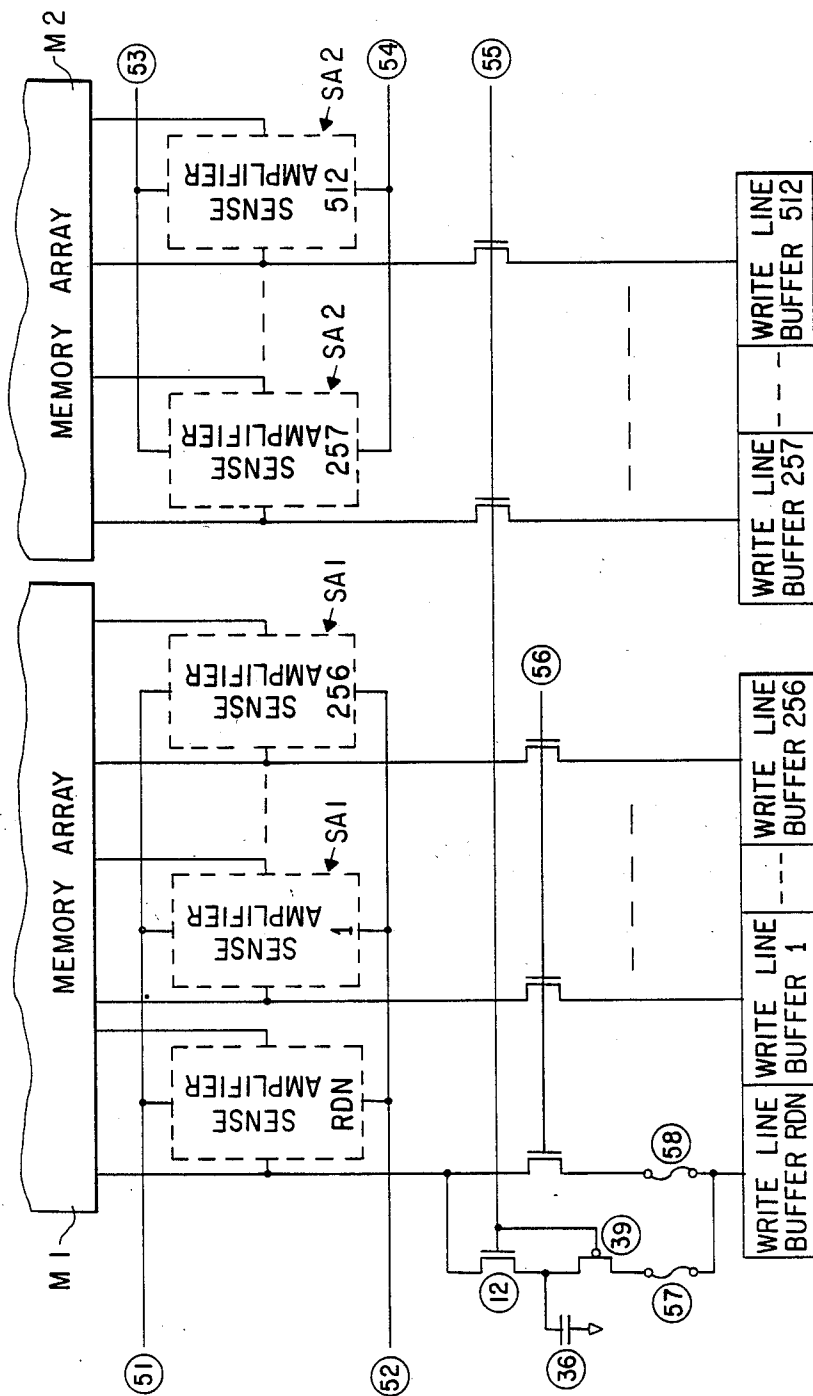 M1
MEMORY ARRAY
MEMORY ARRAY
M2
51
53
SENSE
AMPLIFIER
RDN
SENSE
AMPLIFIER
1
SA1
SENSE
AMPLIFIER
256
SA1
SENSE
AMPLIFIER
257
SA2
SENSE
AMPLIFIER
512
SA2
52
54
55
56
12
39
36
57
58
WRITE LINE
BUFFER RDN
WRITE LINE
BUFFER 1
WRITE LINE
BUFFER 256
WRITE LINE
BUFFER 257
WRITE LINE
BUFFER 512